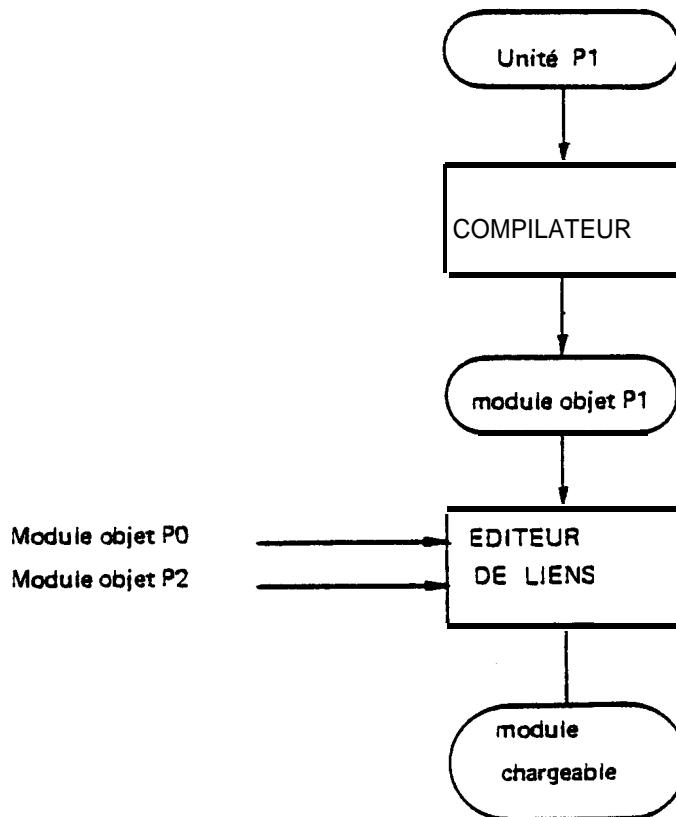 Unité P1
COMPILATEUR
module objet P1
Module objet P0
Module objet P2
EDITEUR
DE LIENS
module
chargeable